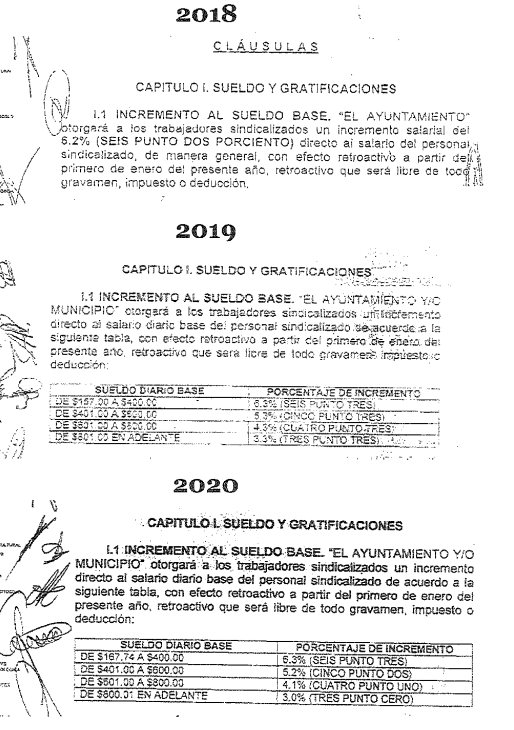 2018
CLÁUSULAS
CAPITULO I. SUELDO Y GRATIFICACIONES
I.1 INCREMENTO AL SUELDO BASE. "EL AYUNTAMIENTO"
otorgará a los trabajadores sindicalizados un incremento salarial del
6.2% (SEIS PUNTO DOS PORCIENTO) directo al salario del personal
sindicalizado, de manera general, con efecto retroactivo a partir del
primero de enero del presente año, retroactivo que será libre de todo
gravamen, impuesto o deducción.
2019
CAPITULO I. SUELDO Y GRATIFICACIONES
I.1 INCREMENTO AL SUELDO BASE. "EL AYUNTAMIENTO Y/O
MUNICIPIO" otorgará a los trabajadores sindicalizados un incremento
directo al salario diario base del personal sindicalizado de acuerdo a la
siguiente tabla, con efecto retroactivo a partir del primero de enero del
presente año, retroactivo que será libre de todo gravamen impuesto o
deducción:
SUELDO DIARIO BASE PORCENTAJE DE INCREMENTO
DE $157.00 A $400.00 6.3% (SEIS PUNTO TRES)
DE $401.00 A $600.00 5.3% (CINCO PUNTO TRES)
DE $601.00 A $800.00 4.3% (CUATRO PUNTO TRES)
DE $801.00 EN ADELANTE 3.3% (TRES PUNTO TRES)
2020
CAPITULO I. SUELDO Y GRATIFICACIONES
I.1 INCREMENTO AL SUELDO BASE. "EL AYUNTAMIENTO Y/O
MUNICIPIO" otorgará a los trabajadores sindicalizados un incremento
directo al salario diario base del personal sindicalizado de acuerdo a la
siguiente tabla, con efecto retroactivo a partir del primero de enero del
presente año, retroactivo que será libre de todo gravamen, impuesto o
deducción:
SUELDO DIARIO BASE PORCENTAJE DE INCREMENTO
DE $167.74 A $400.00 6.3% (SEIS PUNTO TRES)
DE $401.00 A $600.00 5.2% (CINCO PUNTO DOS)
DE $601.00 A $800.00 4.1% (CUATRO PUNTO UNO)
DE $800.01 EN ADELANTE 3.0% (TRES PUNTO CERO)